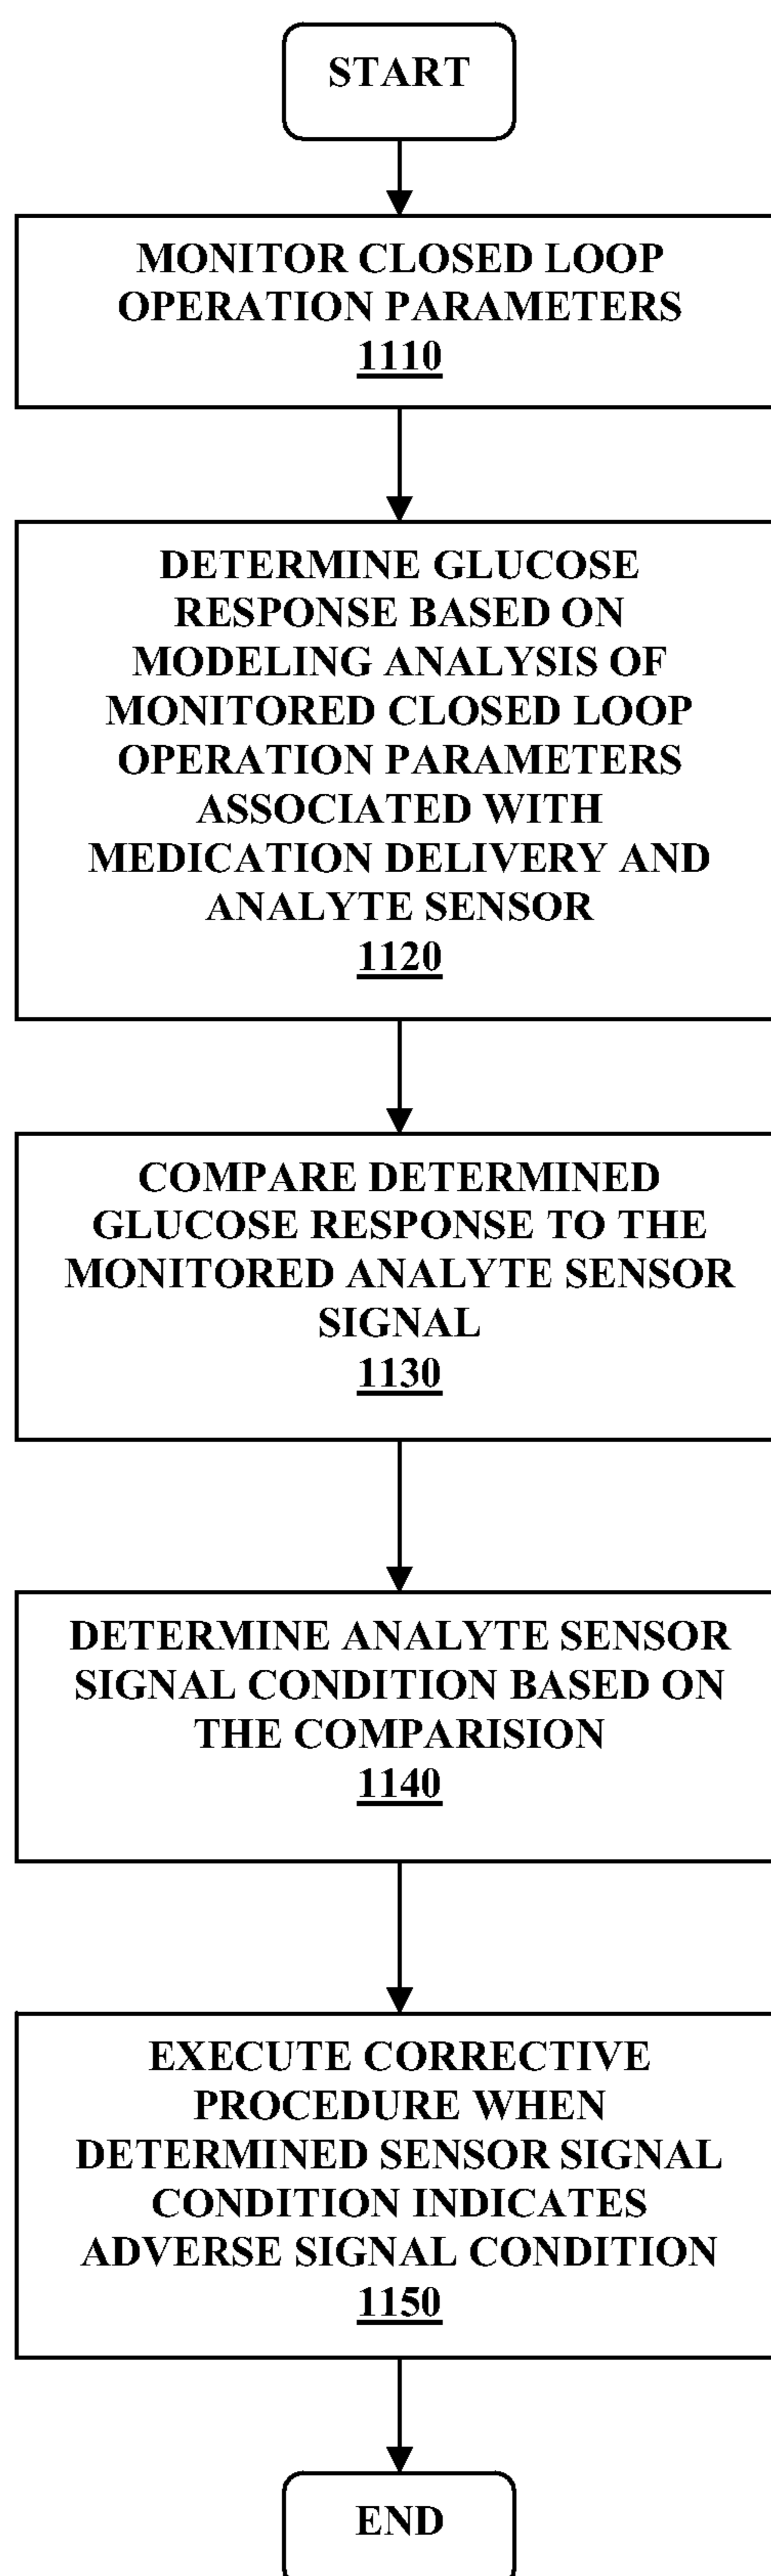 START
MONITOR CLOSED LOOP
OPERATION PARAMETERS
1110
DETERMINE GLUCOSE
RESPONSE BASED ON
MODELING ANALYSIS OF
MONITORED CLOSED LOOP
OPERATION PARAMETERS
ASSOCIATED WITH
MEDICATION DELIVERY AND
ANALYTE SENSOR
1120
COMPARE DETERMINED
GLUCOSE RESPONSE TO THE
MONITORED ANALYTE SENSOR
SIGNAL
1130
DETERMINE ANALYTE SENSOR
SIGNAL CONDITION BASED ON
THE COMPARISION
1140
EXECUTE CORRECTIVE
PROCEDURE WHEN
DETERMINED SENSOR SIGNAL
CONDITION INDICATES
ADVERSE SIGNAL CONDITION
1150
END